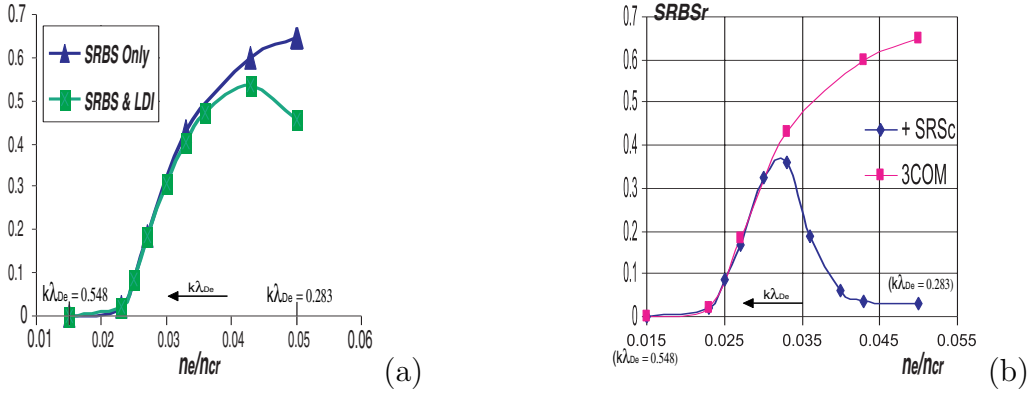 0.7
0.6
0.5
0.4
0.3
0.2
0.1
0
SRBS Only
SRBS & LDI
kλDe = 0.548
kλDe
kλDe = 0.283
0.01 0.02 0.03 0.04 0.05 0.06
ne/ncr
(a)
SRBSr
0.7
0.6
0.5
0.4
0.3
0.2
0.1
0
+ SRSc
3COM
(kλDe = 0.283)
kλDe
0.015 0.025 0.035 0.045 0.055
(kλDe = 0.548)
ne/ncr
(b)